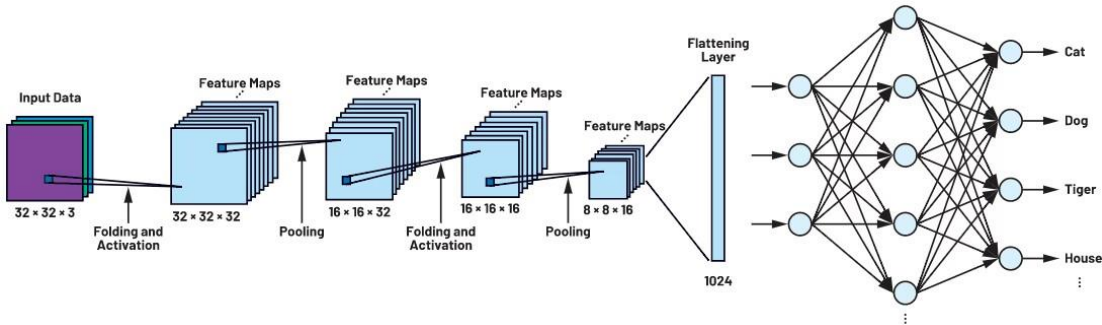 Input Data
32 × 32 × 3
Folding and
Activation
Feature Maps
32 × 32 × 32
Pooling
Feature Maps
16 × 16 × 32
Folding and
Activation
Feature Maps
16 × 16 × 16
Pooling
Feature Maps
8 × 8 × 16
Flattening
Layer
1024
Cat
Dog
Tiger
House